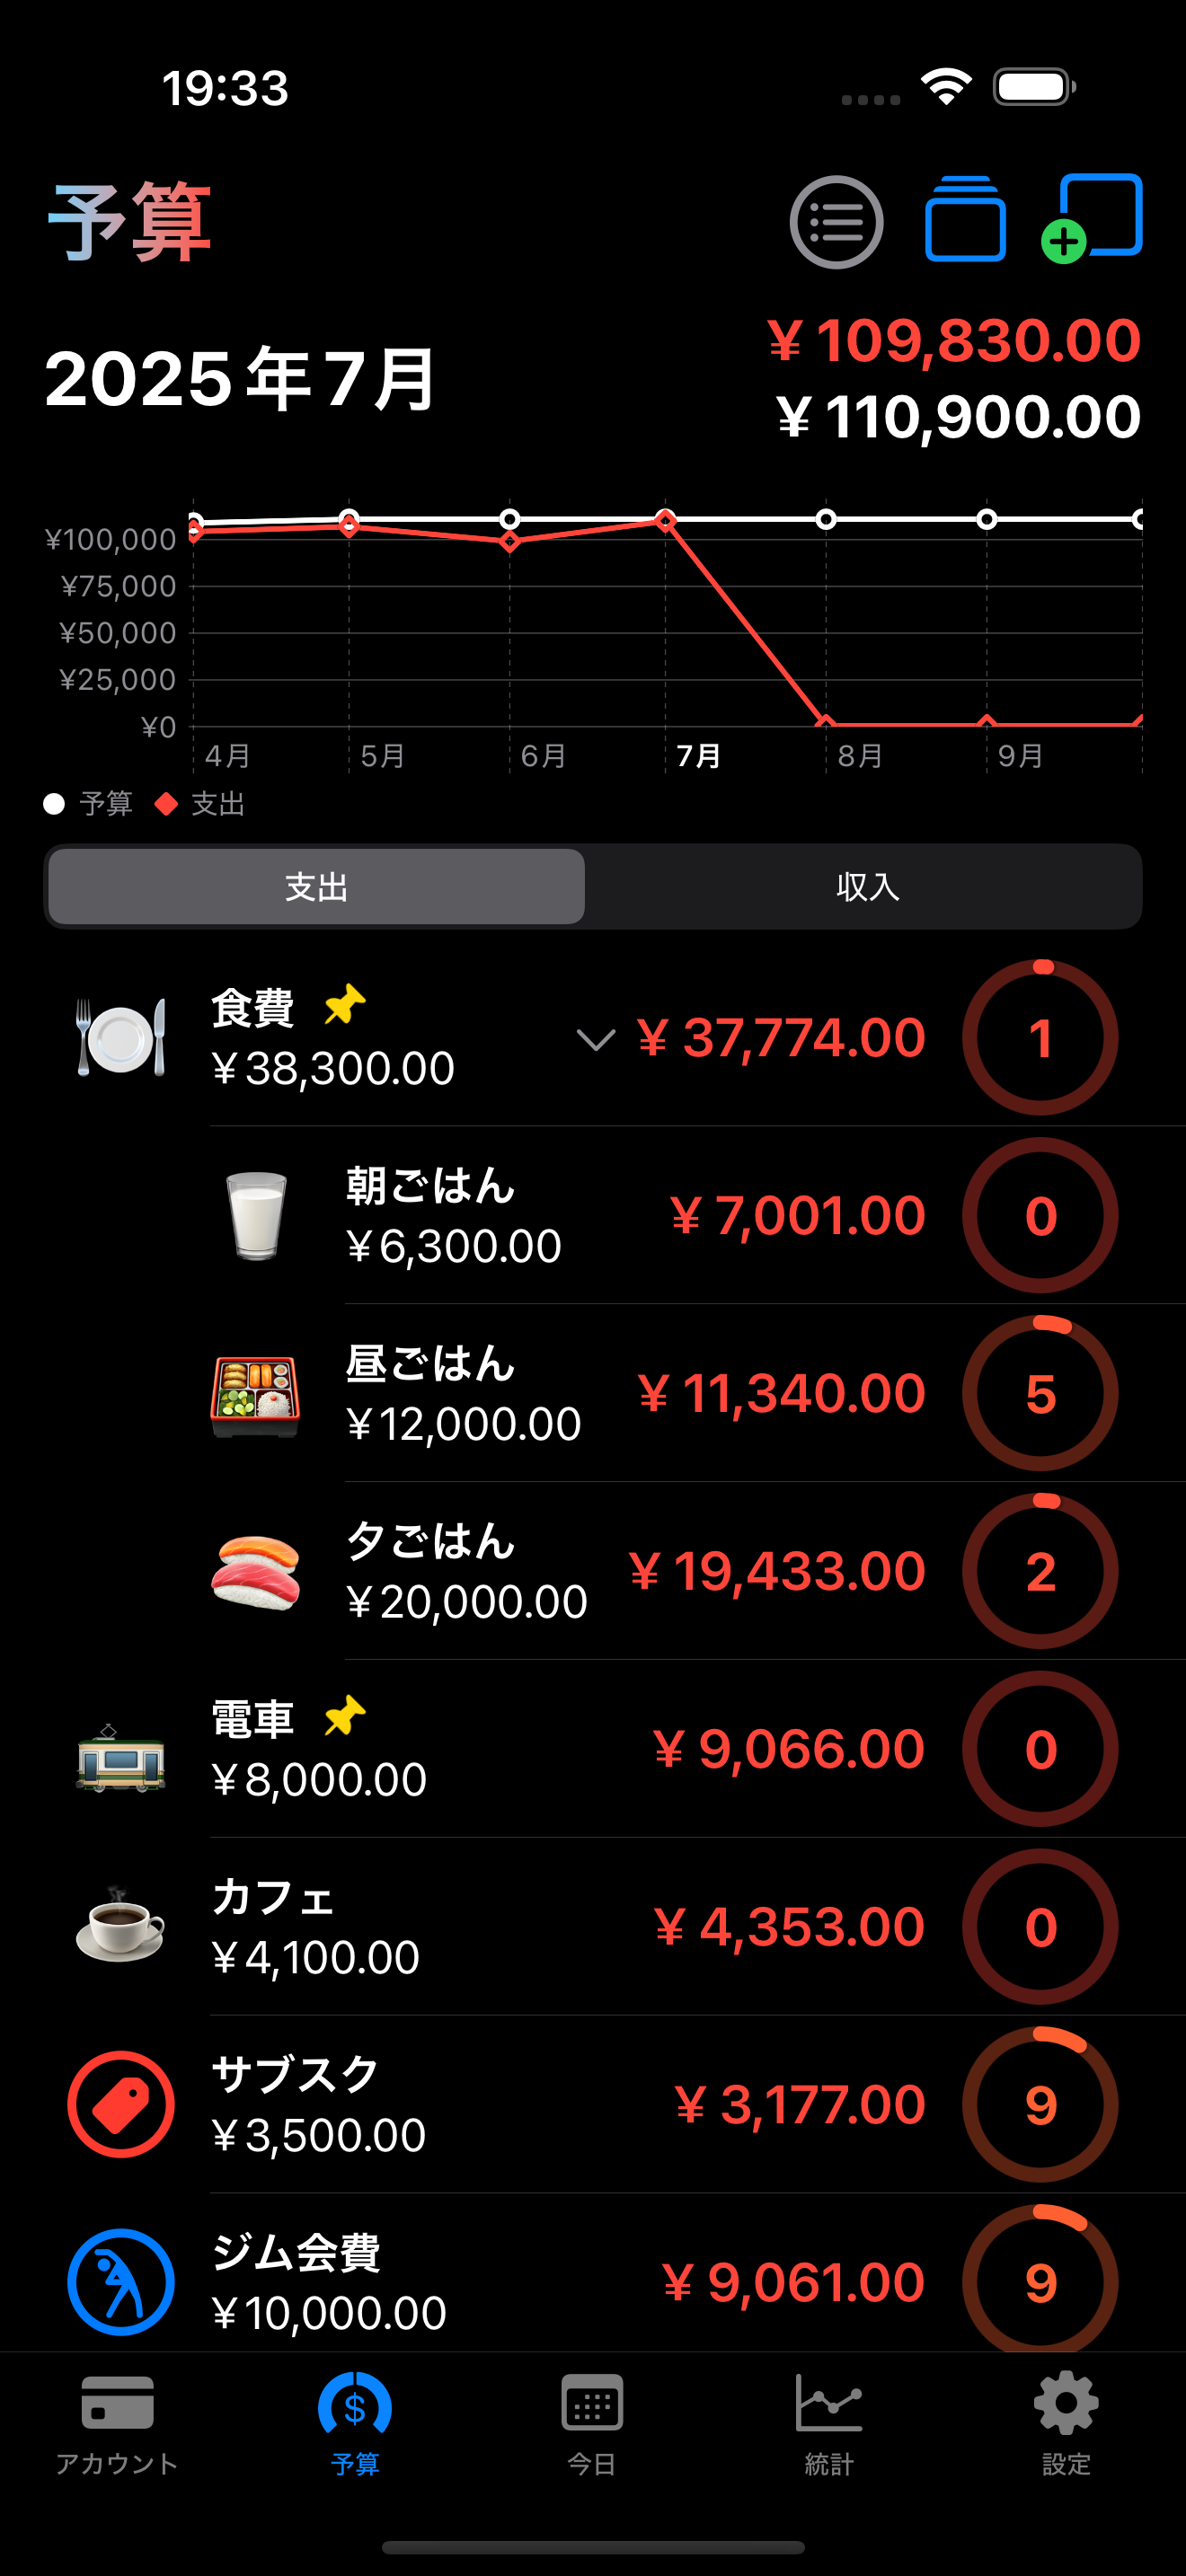 19:33
予算
2025年7月
¥ 109,830.00
¥ 110,900.00
¥100,000
¥75,000
¥50,000
¥25,000
¥0
4月 5月 6月 7月 8月 9月
予算 支出
支出 収入
食費
¥38,300.00
¥ 37,774.00
1
朝ごはん
¥6,300.00
¥ 7,001.00
0
昼ごはん
¥12,000.00
¥ 11,340.00
5
夕ごはん
¥20,000.00
¥ 19,433.00
2
電車
¥8,000.00
¥ 9,066.00
0
カフェ
¥4,100.00
¥ 4,353.00
0
サブスク
¥3,500.00
¥ 3,177.00
9
ジム会費
¥10,000.00
¥ 9,061.00
9
$
アカウント 予算 今日 統計 設定